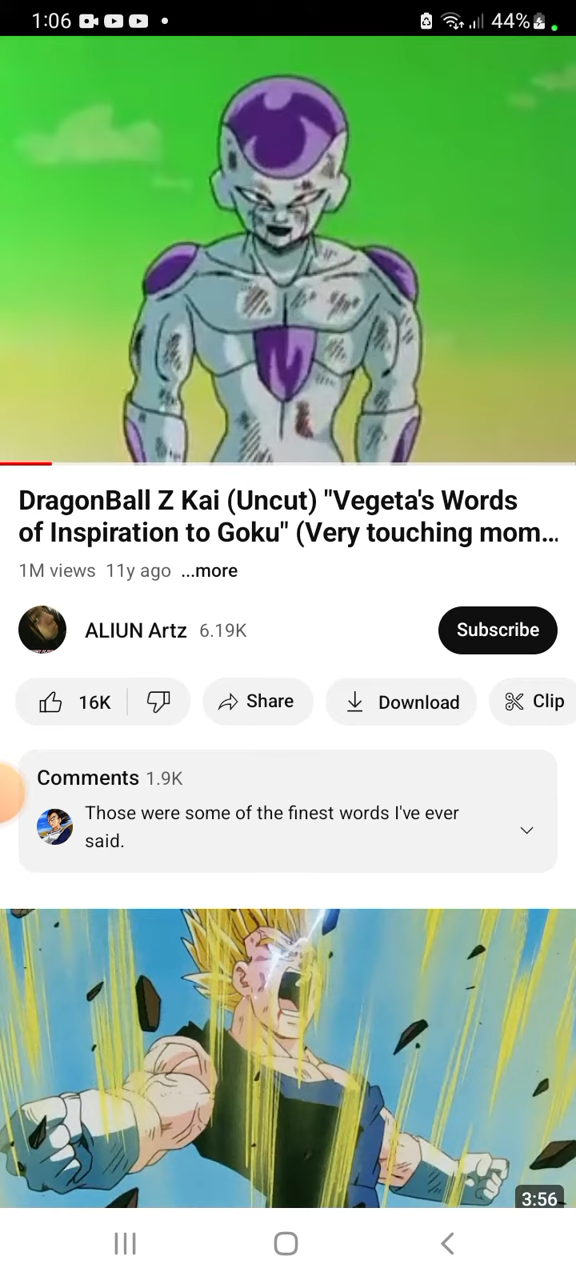 1:06
44%
DragonBall Z Kai (Uncut) "Vegeta's Words
of Inspiration to Goku" (Very touching mom...
1M views 11y ago ...more
ALIUN Artz 6.19K
Subscribe
16K
Share
Download
Clip
Comments 1.9K
Those were some of the finest words I've ever
said.
3:56